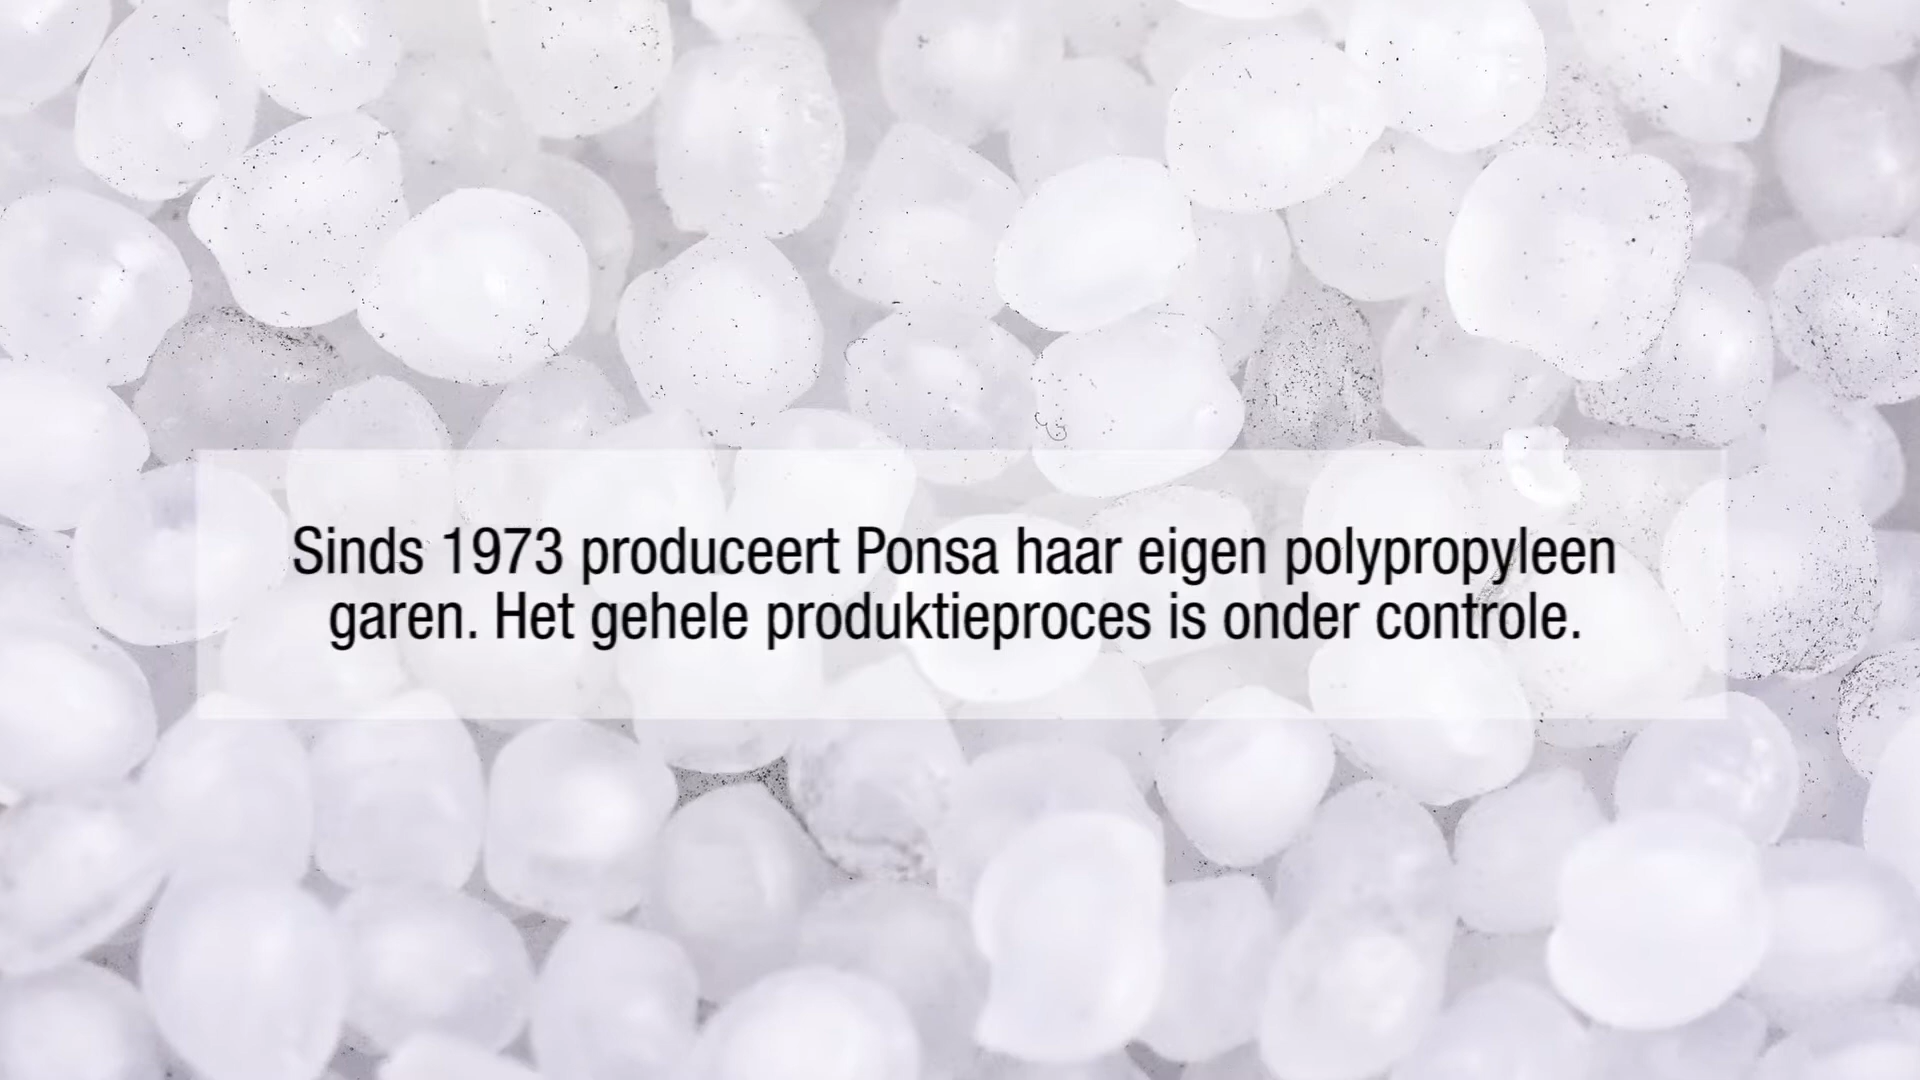 Sinds 1973 produceert Ponsa haar eigen polypropyleen
garen. Het gehele produktieproces is onder controle.